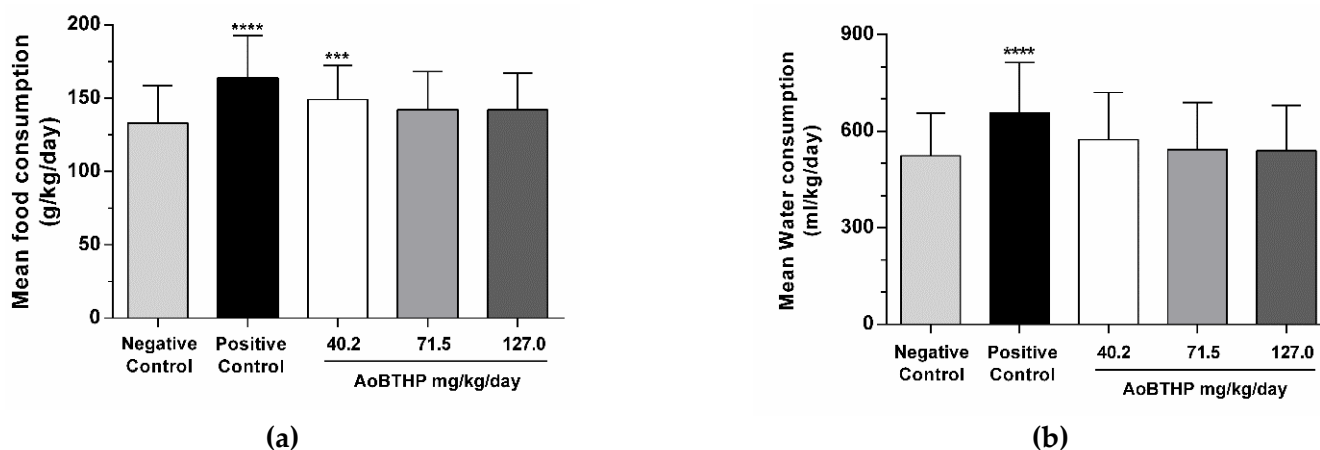 Mean food consumption
(g/kg/day)
200
150
100
50
0
****
***
Negative
Control
Positive
Control
40.2
71.5
127.0
AoBTHP mg/kg/day
(a)
Mean Water consumption
(ml/kg/day)
900
600
300
0
****
Negative
Control
Positive
Control
40.2
71.5
127.0
AoBTHP mg/kg/day
(b)